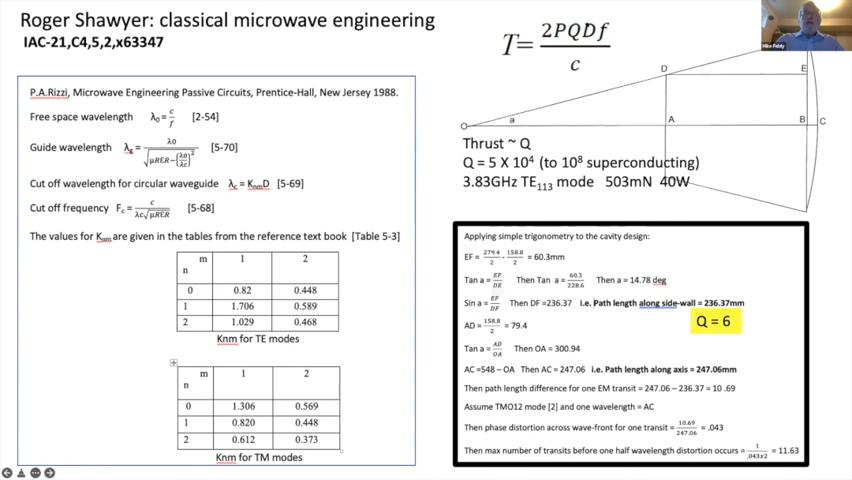 Roger Shawyer: classical microwave engineering
IAC-21,C4,5,2,x63347
P.A.Rizzi, Microwave Engineering Passive Circuits, Prentice-Hall, New Jersey 1988.
Free space wavelength λ₀ = c/f [2-54]
Guide wavelength λg = λ0/√(μRER−(λ0/λc)²) [5-70]
Cut off wavelength for circular waveguide λc = KnmD [5-69]
Cut off frequency Fc = c/(λc√μRER) [5-68]
The values for Knm are given in the tables from the reference text book [Table 5-3]
m 1 2
n
0 0.82 0.448
1 1.706 0.589
2 1.029 0.468
Knm for TE modes
m 1 2
n
0 1.306 0.569
1 0.820 0.448
2 0.612 0.373
Knm for TM modes
T= 2PQDf/c
Mike Fiddy
D E
O a A B C
Thrust ~ Q
Q = 5 X 10⁴ (to 10⁸ superconducting)
3.83GHz TE₁₁₃ mode 503mN 40W
Applying simple trigonometry to the cavity design:
EF = 279.4/2 - 158.8/2 = 60.3mm
Tan a = EF/DE Then Tan a = 60.3/228.6 Then a = 14.78 deg
Sin a = EF/DF Then DF =236.37 i.e. Path length along side-wall = 236.37mm
AD = 158.8/2 = 79.4
Q = 6
Tan a = AD/OA Then OA = 300.94
AC =548 – OA Then AC = 247.06 i.e. Path length along axis = 247.06mm
Then path length difference for one EM transit = 247.06 – 236.37 = 10 .69
Assume TMO12 mode [2] and one wavelength = AC
Then phase distortion across wave-front for one transit = 10.69/247.06 = .043
Then max number of transits before one half wavelength distortion occurs = 1/.043x2 = 11.63